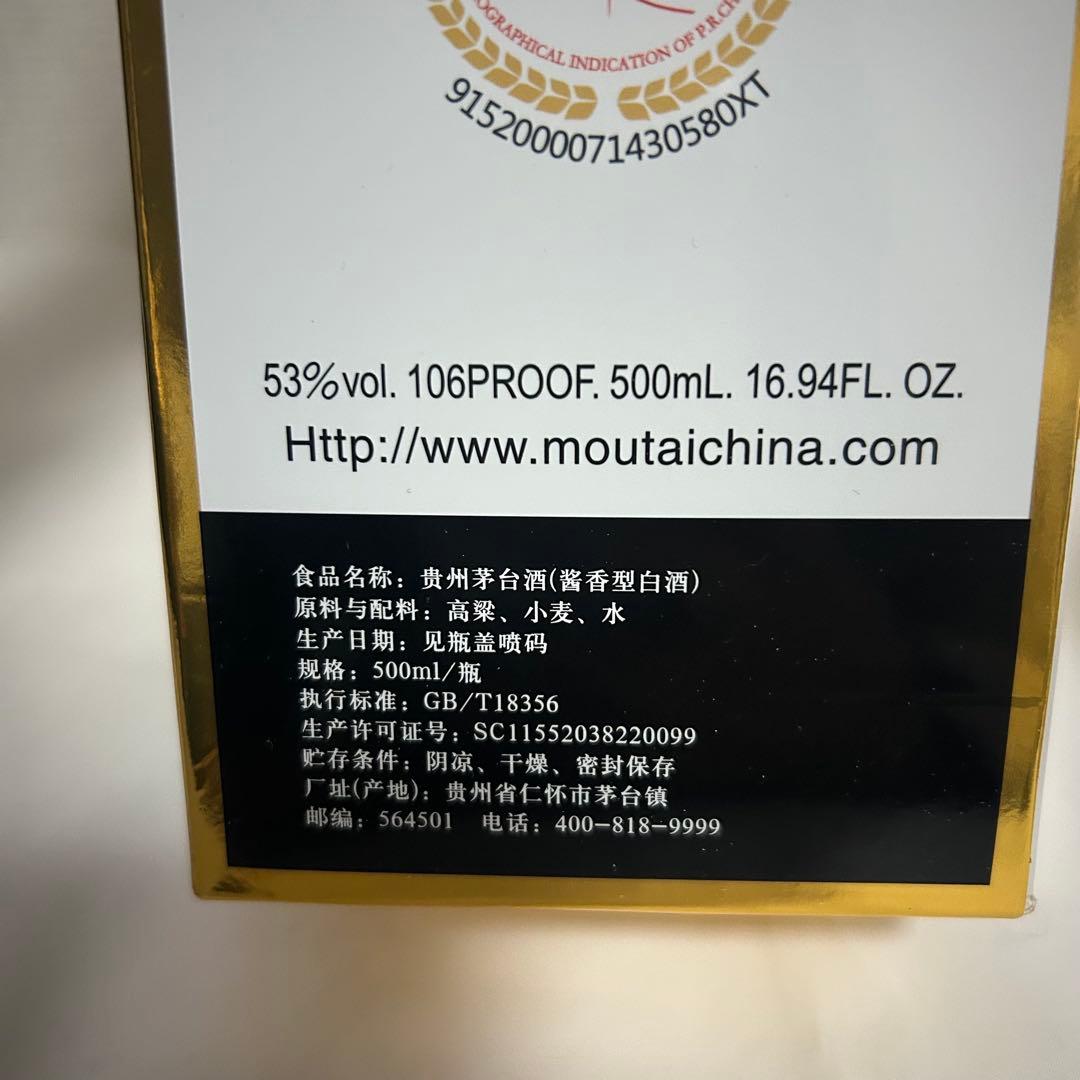 OGRAPHICAL INDICATION OF P.R.CH
9152000071430580XT
53%vol. 106PROOF. 500mL. 16.94FL. OZ.
Http://www.moutaichina.com
食品名称：贵州茅台酒(酱香型白酒)
原料与配料：高粱、小麦、水
生产日期：见瓶盖喷码
规格：500ml/瓶
执行标准：GB/T18356
生产许可证号：SC11552038220099
贮存条件：阴凉、干燥、密封保存
厂址(产地)：贵州省仁怀市茅台镇
邮编：564501 电话：400-818-9999